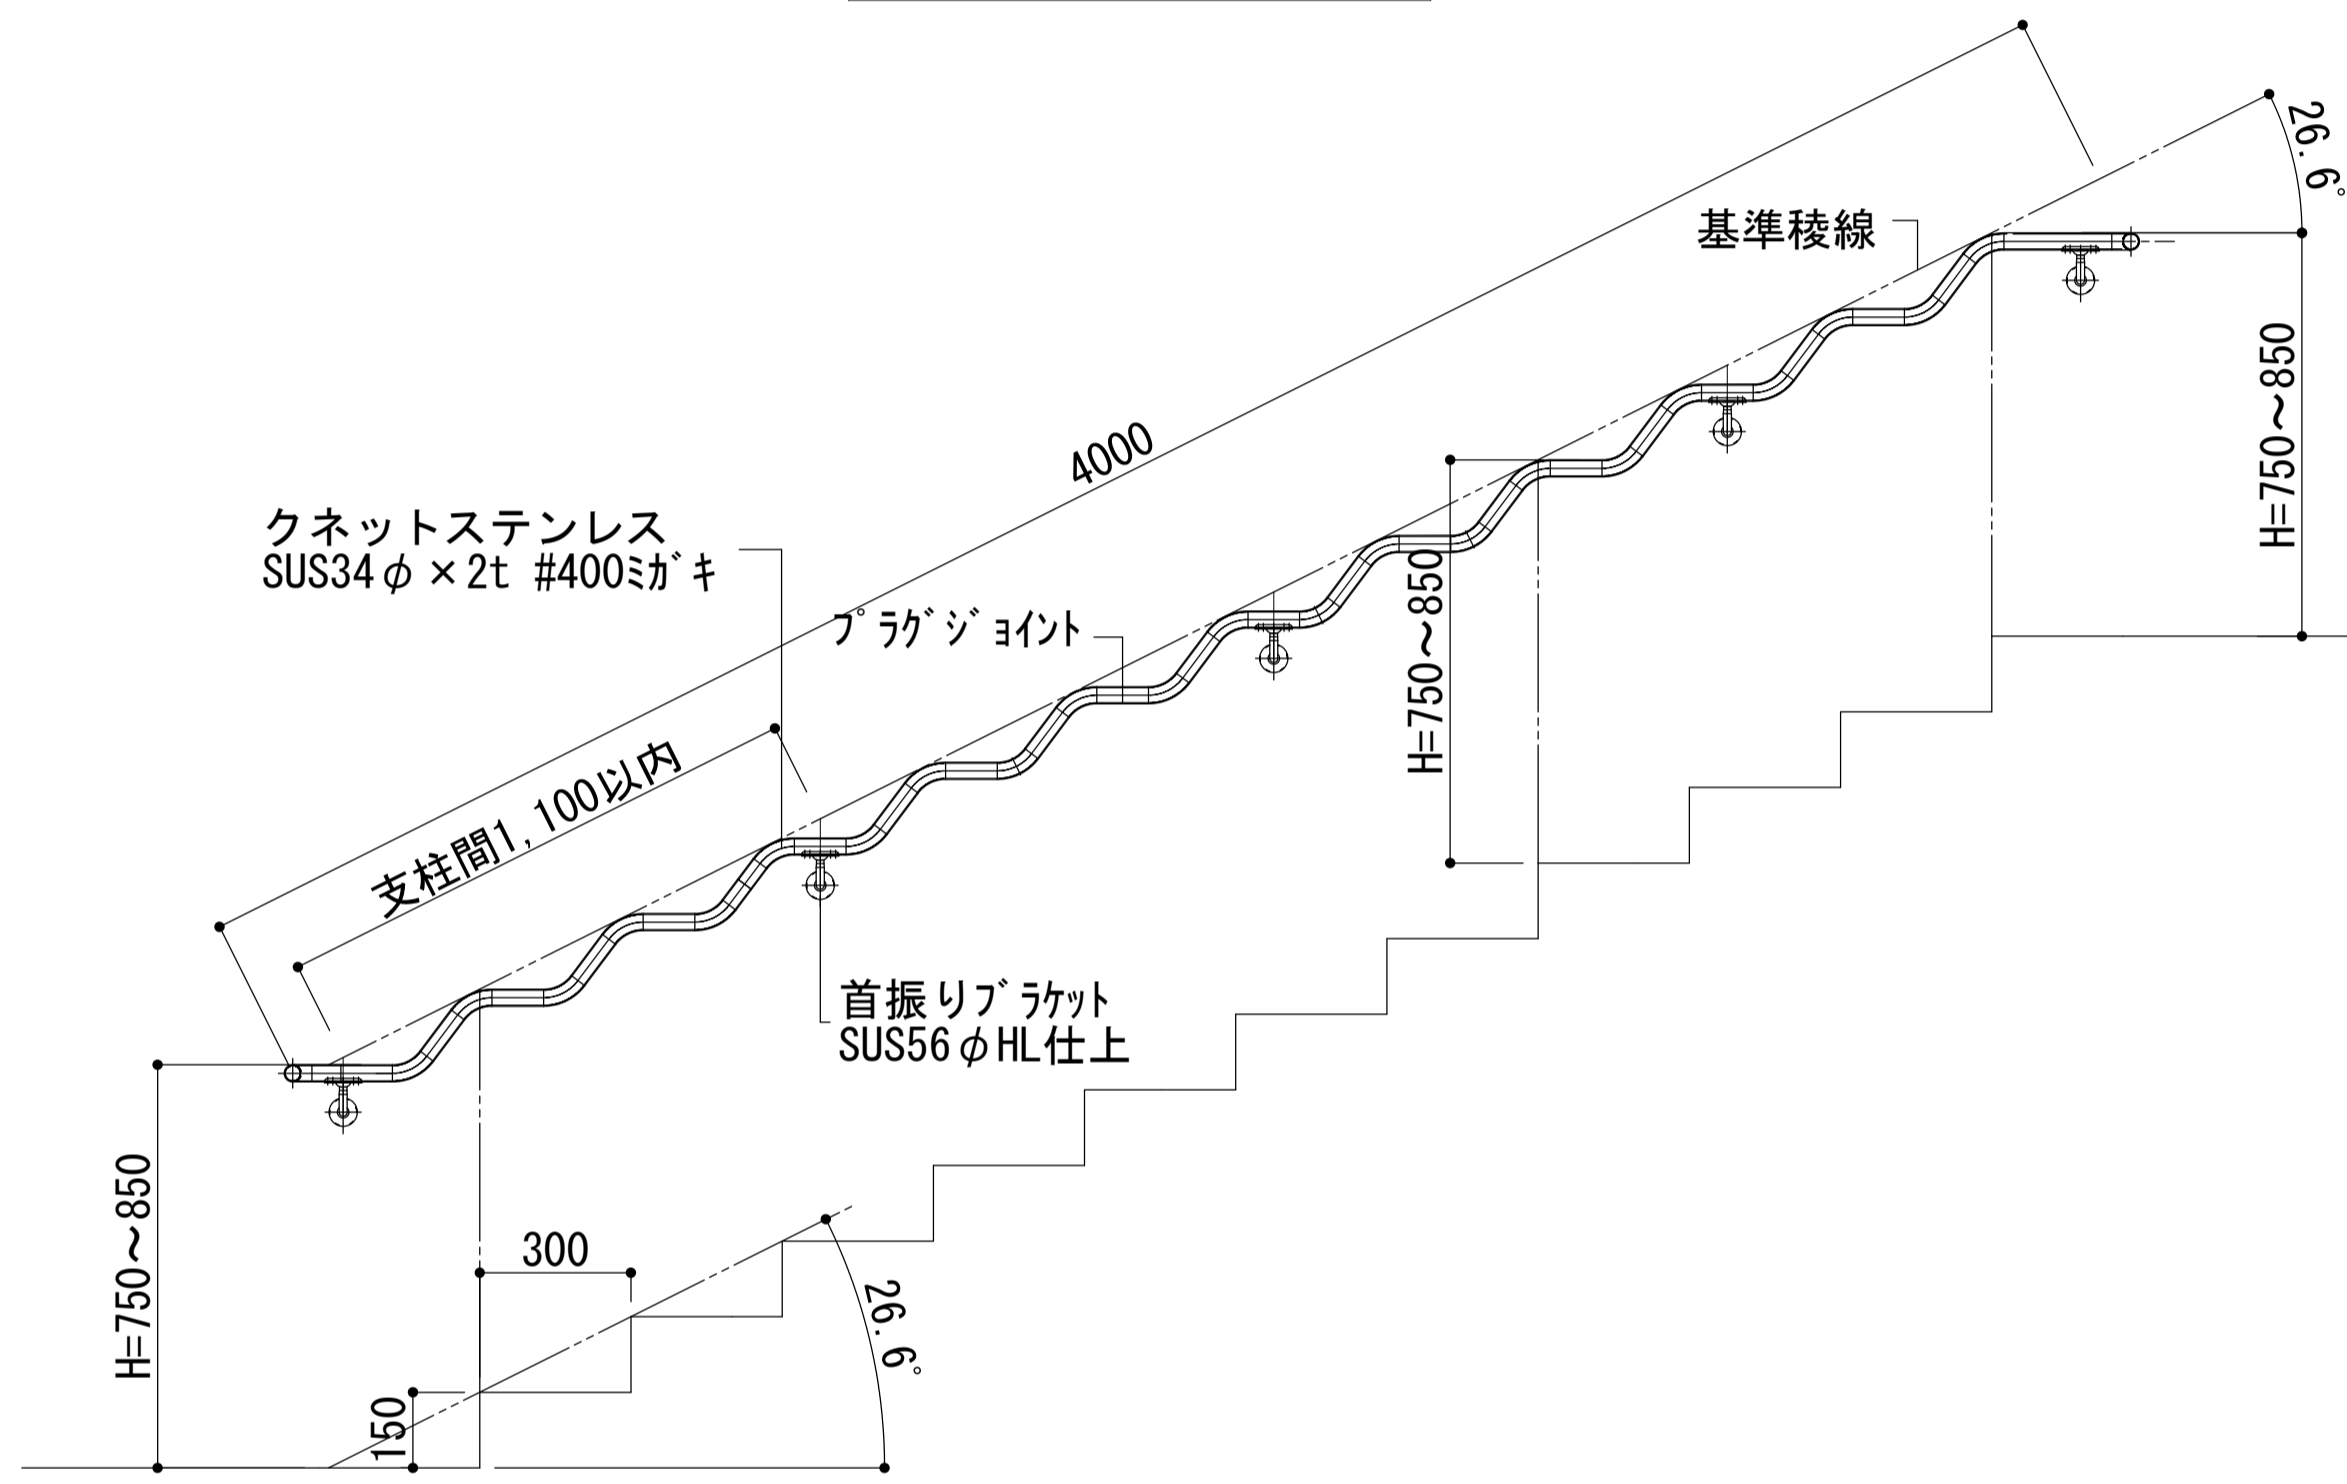 26.6°
基準稜線
H=750～850
4000
クネットステンレス
SUS34φ×2t #400ﾐｶﾞｷ
ﾌﾟﾗｸﾞｼﾞｮｲﾝﾄ
H=750～850
支柱間1,100以内
首振りﾌﾞﾗｹｯﾄ
SUS56φHL仕上
H=750～850
300
26.6°
150